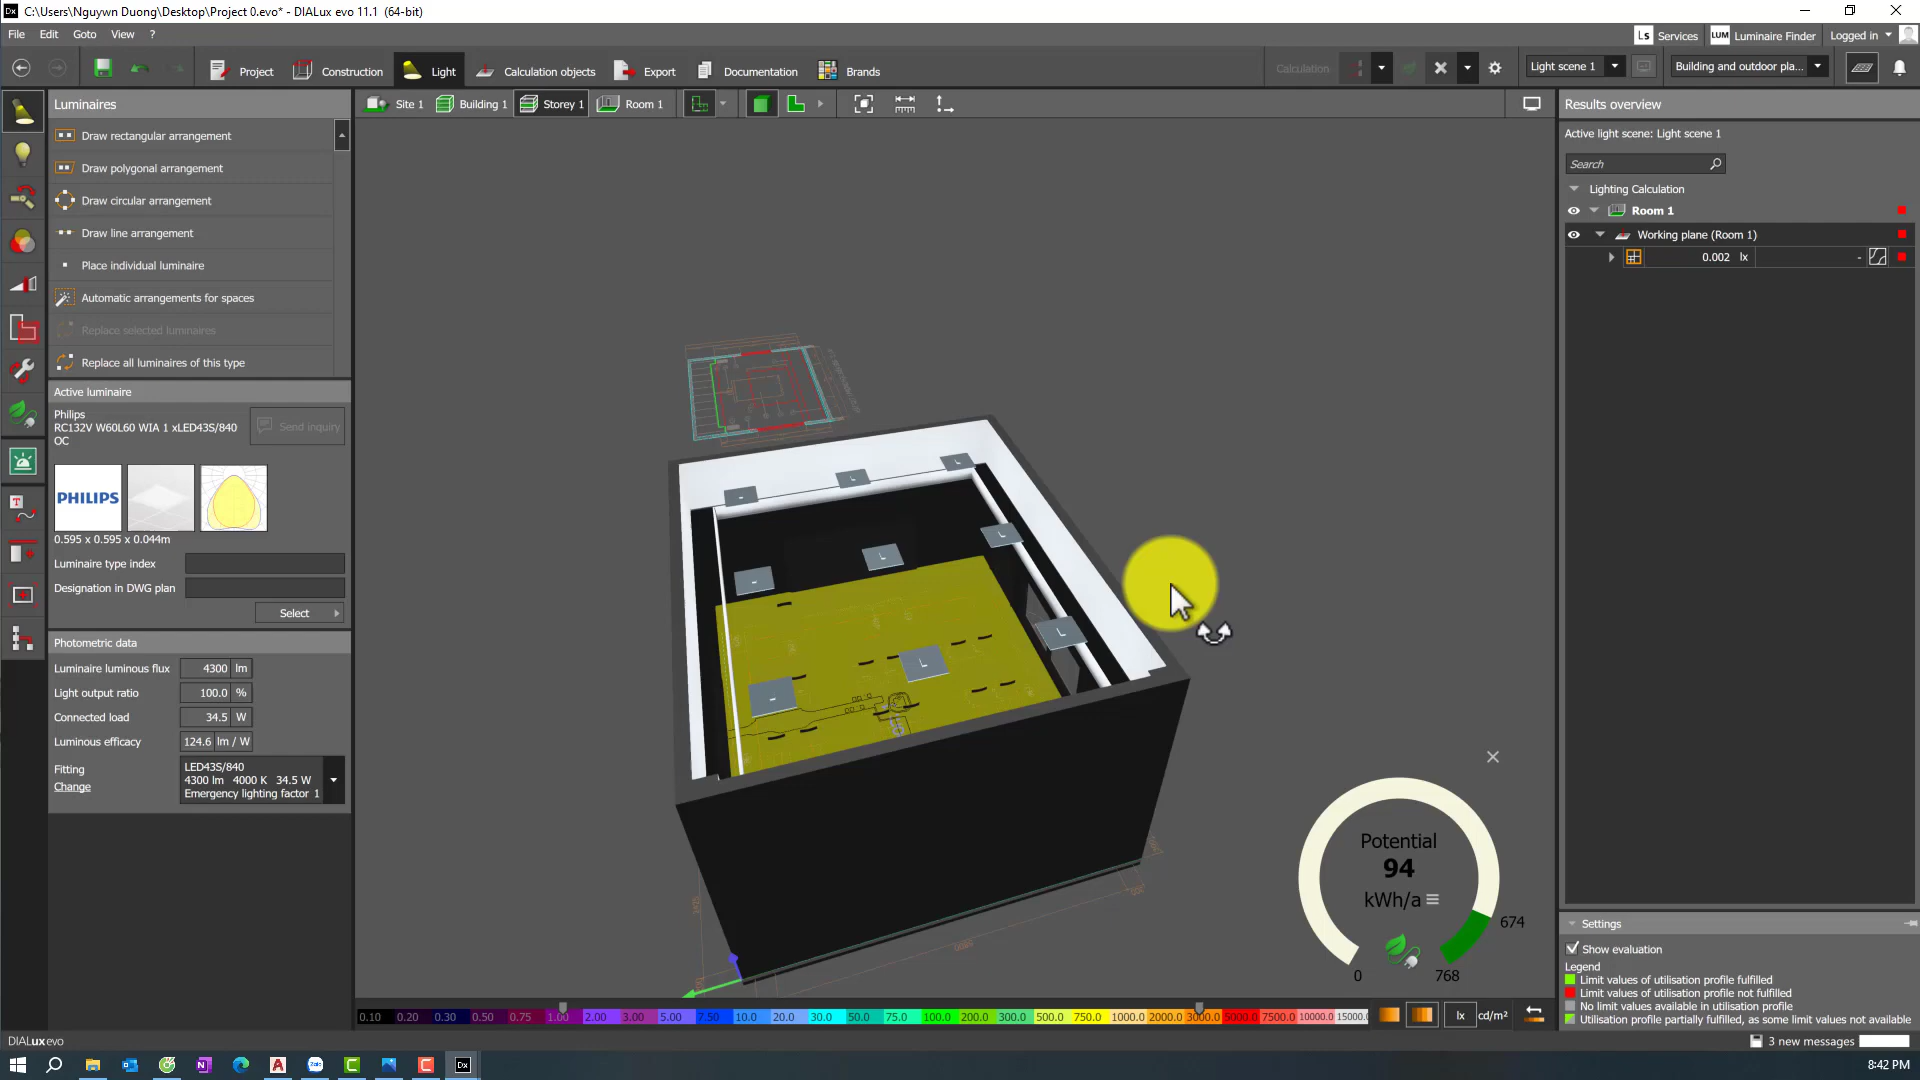 C:\Users\Nguywn Duong\Desktop\Project 0.evo* - DIALux evo 11.1 (64-bit)
File Edit Goto View ?
Services
Luminaire Finder
Logged in
Project
Construction
Light
Calculation objects
Export
Documentation
Brands
Calculation
Light scene 1
Building and outdoor pla...
Luminaires
Site 1
Building 1
Storey 1
Room 1
Draw rectangular arrangement
Draw polygonal arrangement
Draw circular arrangement
Draw line arrangement
Place individual luminaire
Automatic arrangements for spaces
Replace selected luminaires
Replace all luminaires of this type
Active luminaire
Philips
RC132V W60L60 WIA 1 xLED43S/840
OC
Send inquiry
PHILIPS
0.595 x 0.595 x 0.044m
Luminaire type index
Designation in DWG plan
Select
Photometric data
Luminaire luminous flux 4300 lm
Light output ratio 100.0 %
Connected load 34.5 W
Luminous efficacy 124.6 lm / W
Fitting
Change
LED43S/840
4300 lm 4000 K 34.5 W
Emergency lighting factor 1
Results overview
Active light scene: Light scene 1
Search
Lighting Calculation
Room 1
Working plane (Room 1)
0.002 lx -
Potential
94
kWh/a
674
0
768
Settings
Show evaluation
Legend
Limit values of utilisation profile fulfilled
Limit values of utilisation profile not fulfilled
No limit values available in utilisation profile
Utilisation profile partially fulfilled, as some limit values not available
0.10 0.20 0.30 0.50 0.75 1.00 2.00 3.00 5.00 7.50 10.0 20.0 30.0 50.0 75.0 100.0 200.0 300.0 500.0 750.0 1000.0 2000.0 3000.0 5000.0 7500.0 10000.0 15000.0
lx cd/m²
DIALux evo
3 new messages
8:42 PM